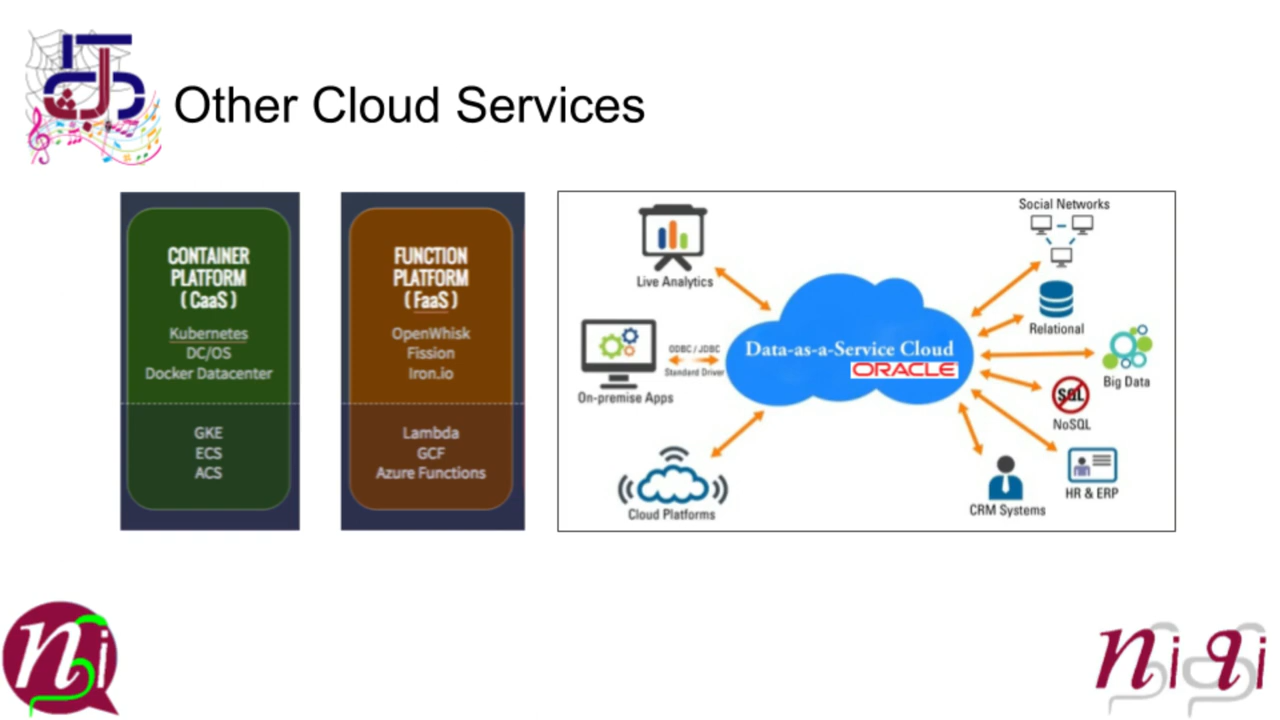 Other Cloud Services
CONTAINER
PLATFORM
(CaaS)
Kubernetes
DC/OS
Docker Datacenter
GKE
ECS
ACS
FUNCTION
PLATFORM
(FaaS)
OpenWhisk
Fission
Iron.io
Lambda
GCF
Azure Functions
Live Analytics
On-premise Apps
ODBC / JDBC
Standard Driver
Cloud Platforms
Data-as-a-Service Cloud
ORACLE
Social Networks
Relational
Big Data
SQL
NoSQL
HR & ERP
CRM Systems